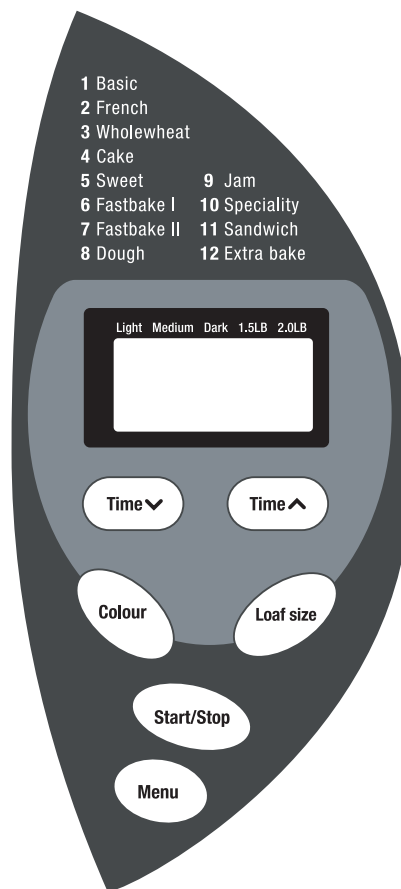 1 Basic
2 French
3 Wholewheat
4 Cake
5 Sweet
6 Fastbake I
7 Fastbake II
8 Dough
9 Jam
10 Speciality
11 Sandwich
12 Extra bake
Light Medium Dark 1.5LB 2.0LB
Time
Time
Colour
Loaf size
Start/Stop
Menu